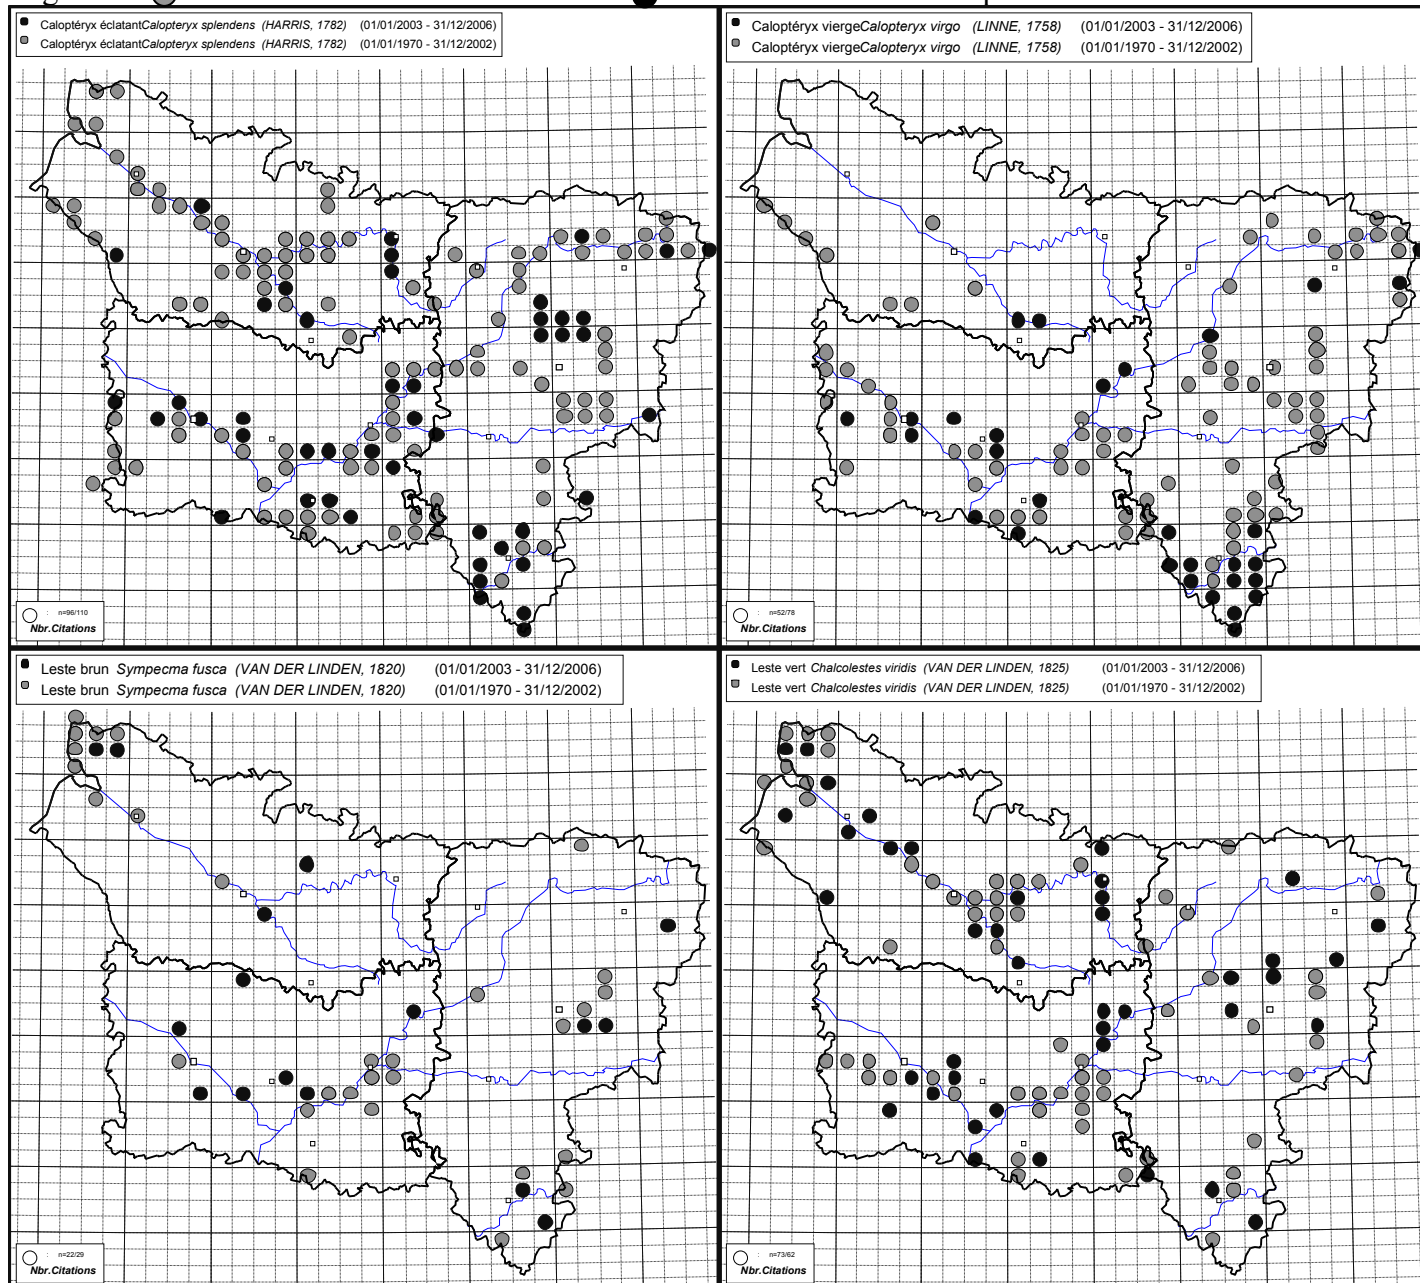 Caloptéryx éclatantCalopteryx splendens (HARRIS, 1782) (01/01/2003 - 31/12/2006)
Caloptéryx éclatantCalopteryx splendens (HARRIS, 1782) (01/01/1970 - 31/12/2002)
: n=96/110
Nbr.Citations
Caloptéryx viergeCalopteryx virgo (LINNE, 1758) (01/01/2003 - 31/12/2006)
Caloptéryx viergeCalopteryx virgo (LINNE, 1758) (01/01/1970 - 31/12/2002)
: n=52/78
Nbr.Citations
Leste brun Sympecma fusca (VAN DER LINDEN, 1820) (01/01/2003 - 31/12/2006)
Leste brun Sympecma fusca (VAN DER LINDEN, 1820) (01/01/1970 - 31/12/2002)
: n=22/29
Nbr.Citations
Leste vert Chalcolestes viridis (VAN DER LINDEN, 1825) (01/01/2003 - 31/12/2006)
Leste vert Chalcolestes viridis (VAN DER LINDEN, 1825) (01/01/1970 - 31/12/2002)
: n=73/62
Nbr.Citations